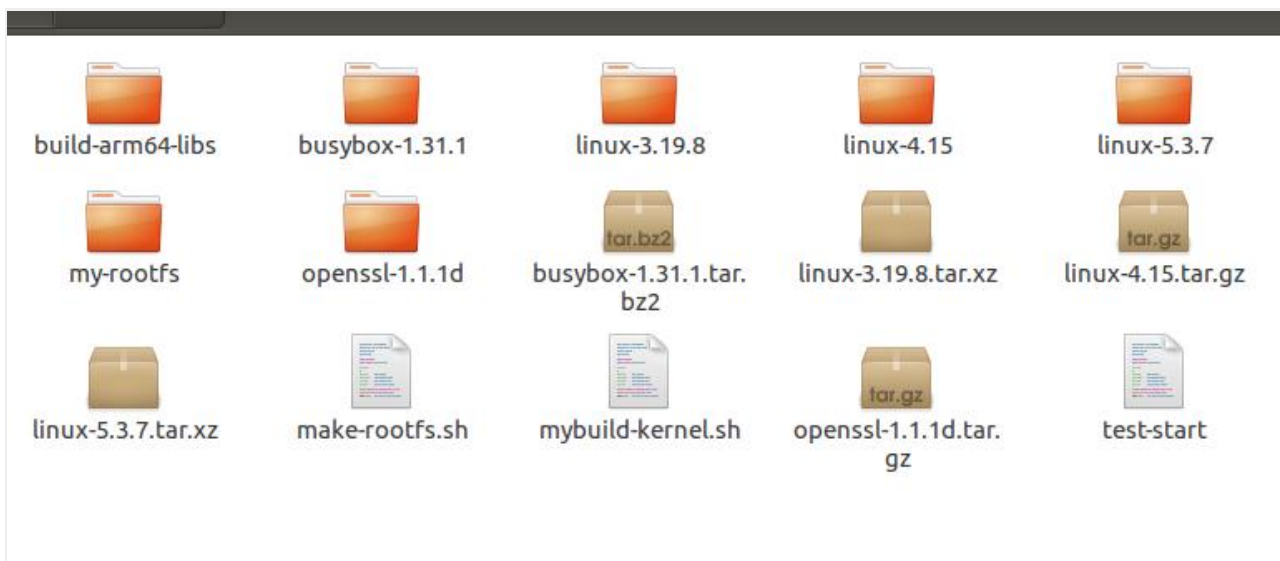 build-arm64-libs
busybox-1.31.1
linux-3.19.8
linux-4.15
linux-5.3.7
my-rootfs
openssl-1.1.1d
tar.bz2
busybox-1.31.1.tar.
bz2
linux-3.19.8.tar.xz
tar.gz
linux-4.15.tar.gz
linux-5.3.7.tar.xz
make-rootfs.sh
mybuild-kernel.sh
tar.gz
openssl-1.1.1d.tar.
gz
test-start